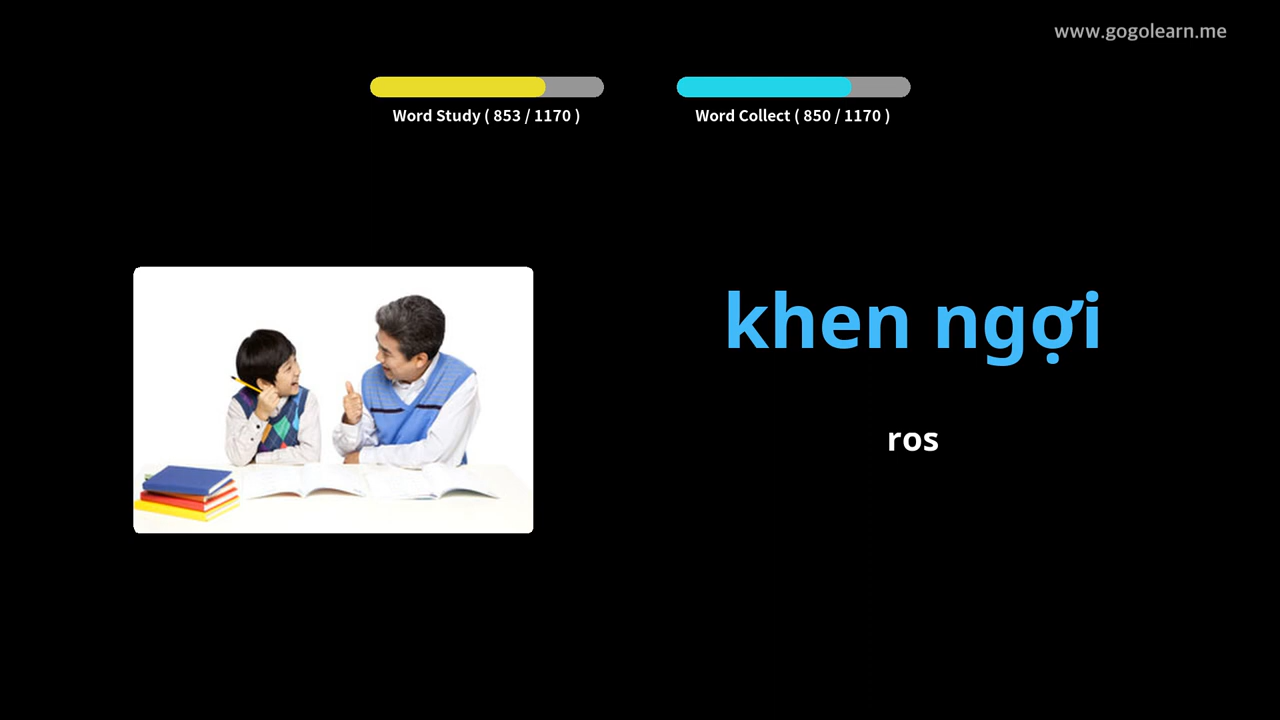 www.gogolearn.me
Word Study ( 853 / 1170 )
Word Collect ( 850 / 1170 )
khen ngợi
ros